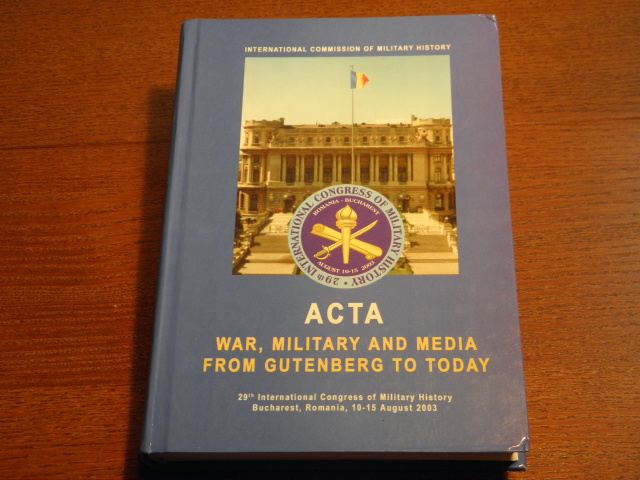 INTERNATIONAL COMMISSION OF MILITARY HISTORY
29th INTERNATIONAL CONGRESS OF MILITARY HISTORY
ROMANIA - BUCHAREST
AUGUST 10-15 2003
ACTA
WAR, MILITARY AND MEDIA
FROM GUTENBERG TO TODAY
29th International Congress of Military History
Bucharest, Romania, 10-15 August 2003